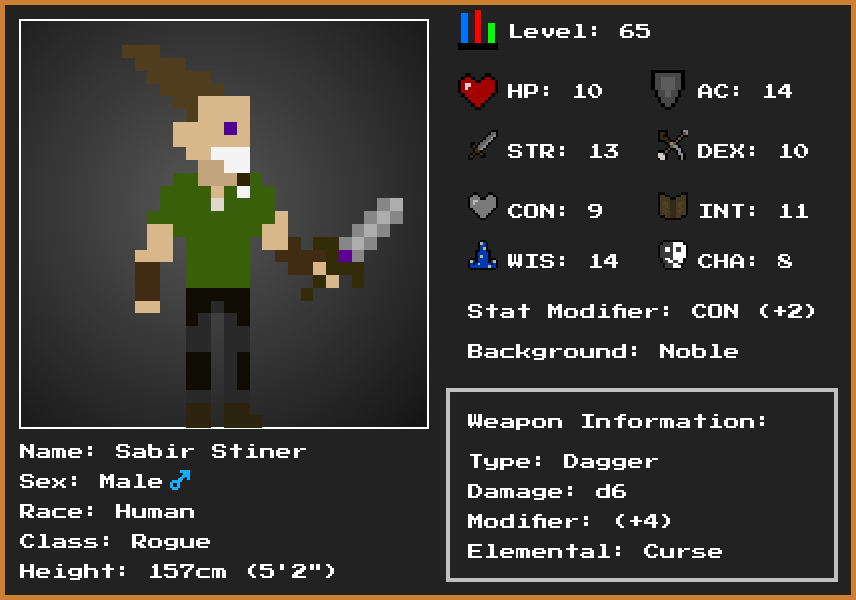 Level: 65
HP: 10
AC: 14
STR: 13
DEX: 10
CON: 9
INT: 11
WIS: 14
CHA: 8
Stat Modifier: CON (+2)
Background: Noble
Weapon Information:
Type: Dagger
Damage: d6
Modifier: (+4)
Elemental: Curse
Name: Sabir Stiner
Sex: Male♂
Race: Human
Class: Rogue
Height: 157cm (5'2")